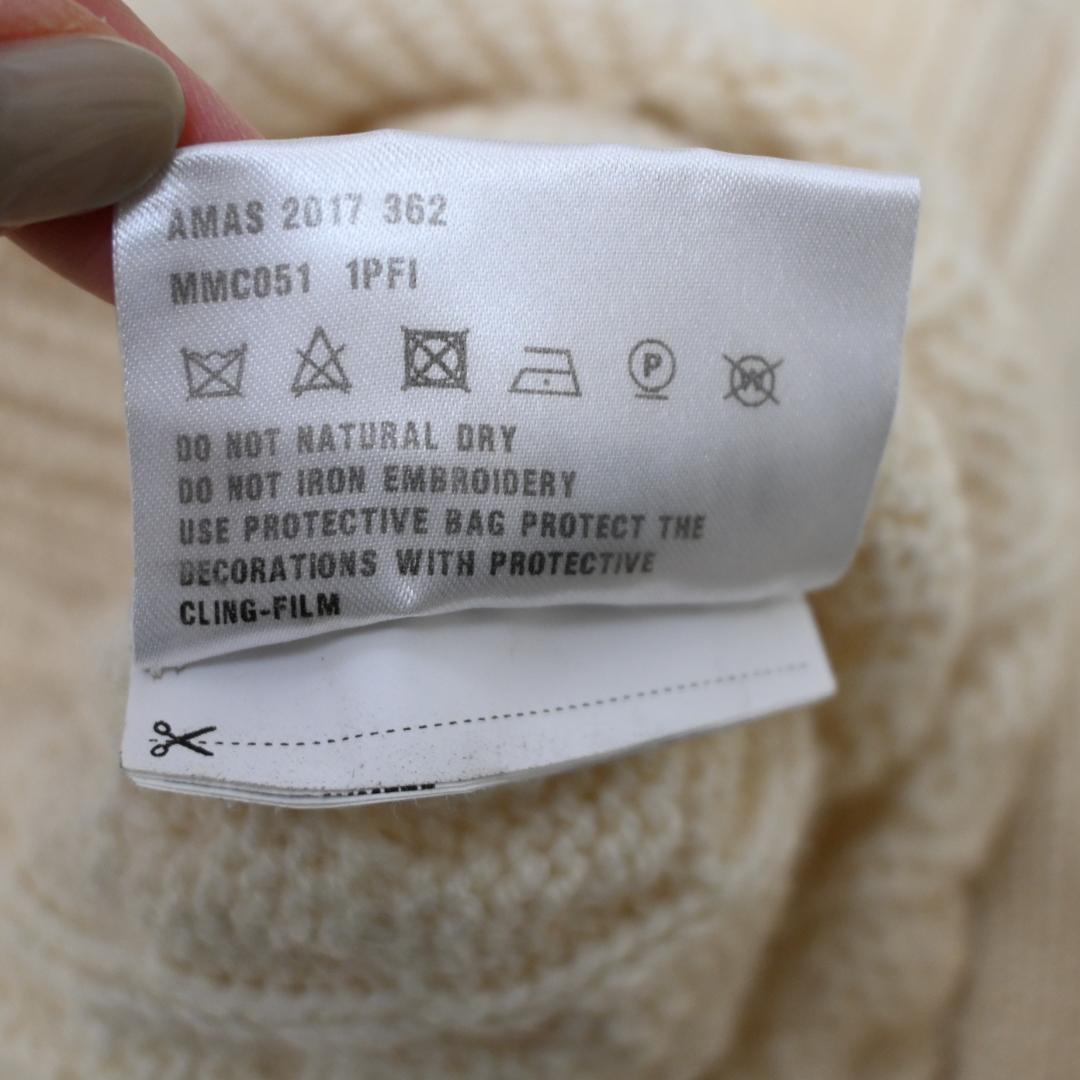 AMAS 2017 362
MMC051 1PFI
P W
DO NOT NATURAL DRY
DO NOT IRON EMBROIDERY
USE PROTECTIVE BAG PROTECT THE
DECORATIONS WITH PROTECTIVE
CLING-FILM